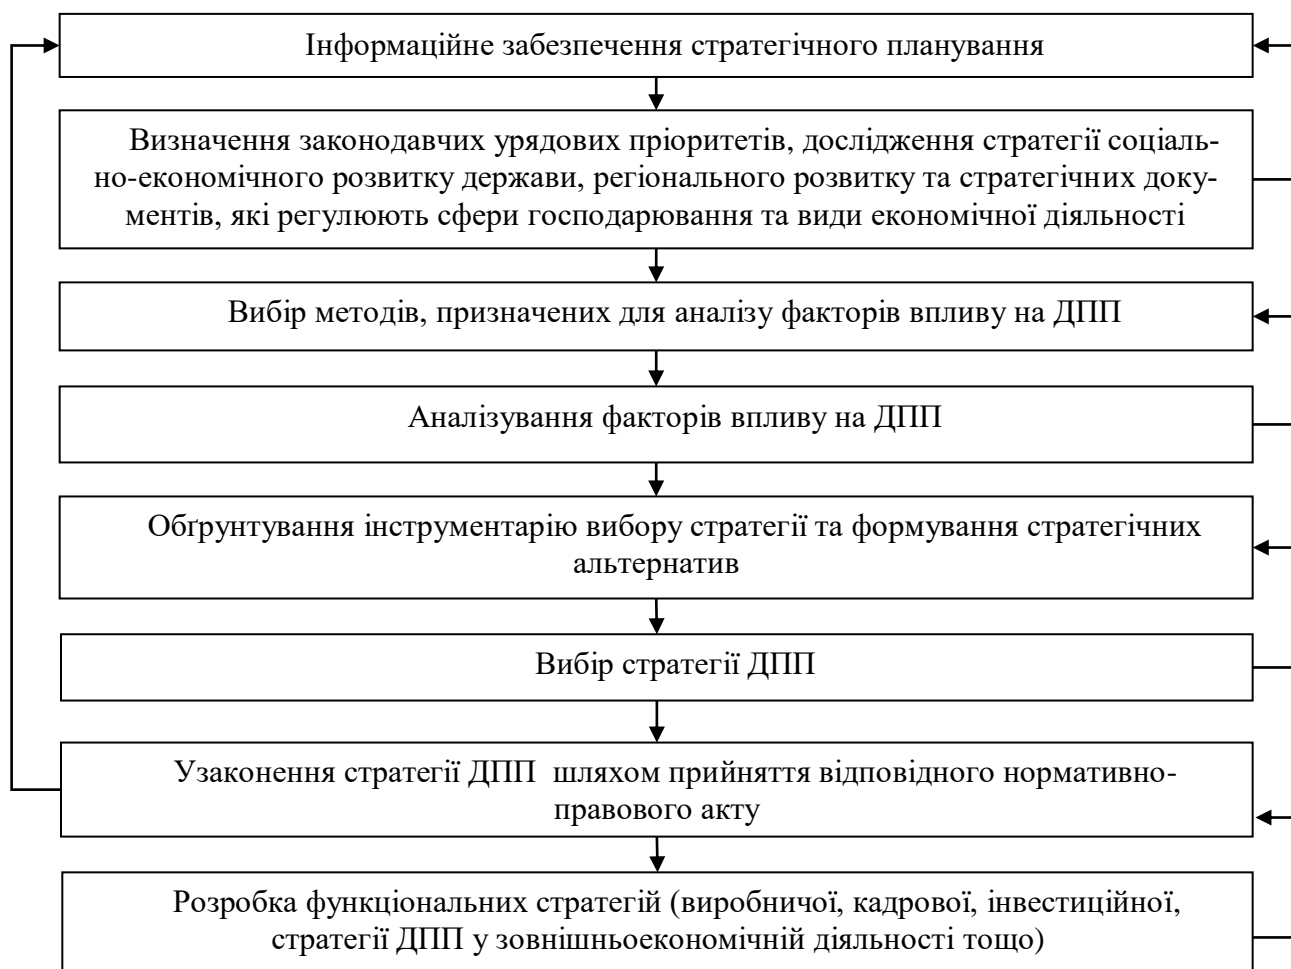 Інформаційне забезпечення стратегічного планування
Визначення законодавчих урядових пріоритетів, дослідження стратегії соціаль-
но-економічного розвитку держави, регіонального розвитку та стратегічних доку-
ментів, які регулюють сфери господарювання та види економічної діяльності
Вибір методів, призначених для аналізу факторів впливу на ДПП
Аналізування факторів впливу на ДПП
Обґрунтування інструментарію вибору стратегії та формування стратегічних
альтернатив
Вибір стратегії ДПП
Узаконення стратегії ДПП шляхом прийняття відповідного нормативно-
правового акту
Розробка функціональних стратегій (виробничої, кадрової, інвестиційної,
стратегії ДПП у зовнішньоекономічній діяльності тощо)